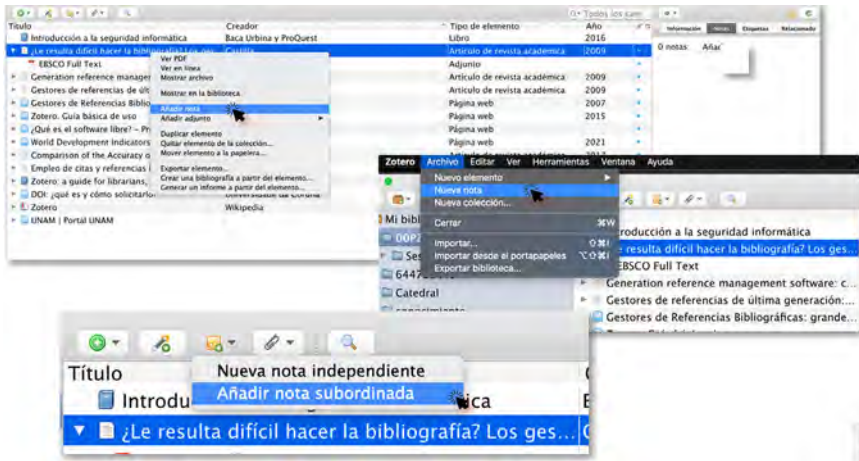 Todos los cam
Título Creador Tipo de elemento Año
Información Notas Etiquetas Relacionado
Introducción a la seguridad informática Baca Urbina y ProQuest Libro 2016
¿Le resulta difícil hacer la bibliografía? Los ges... Castillo Artículo de revista académica 2009
0 notas: Añad
EBSCO Full Text Adjunto
Generation reference manager Artículo de revista académica 2009
Gestores de referencias de últ Artículo de revista académica 2009
Gestores de Referencias Biblio Página web 2007
Zotero. Guía básica de uso Página web 2015
¿Qué es el software libre? – Pr Página web
World Development Indicators Página web 2021
Comparison of the Accuracy o
Empleo de citas y referencias
Zotero: a guide for librarians,
DOI: ¿qué es y cómo solicitarlo
Zotero Wikipedia
UNAM | Portal UNAM
Ver PDF
Ver en línea
Mostrar archivo
Mostrar en la biblioteca
Añadir nota
Añadir adjunto
Duplicar elemento
Quitar elemento de la colección...
Mover elemento a la papelera...
Exportar elemento...
Crear una bibliografía a partir del elemento...
Generar un informe a partir del elemento...
Zotero Archivo Editar Ver Herramientas Ventana Ayuda
Nuevo elemento
Nueva nota
Nueva colección...
Cerrar ⌘W
Importar... ⇧⌘I
Importar desde el portapapeles ⌥⇧⌘I
Exportar biblioteca...
Mi bibl
Ses
Catedral
conocimiento
roducción a la seguridad informática
e resulta difícil hacer la bibliografía? Los ges...
EBSCO Full Text
Generation reference management software: c...
Gestores de referencias de última generación:...
Gestores de Referencias Bibliográficas: grande...
Título
Nueva nota independiente
Añadir nota subordinada
Introdu ica
¿Le resulta difícil hacer la bibliografía? Los ges...